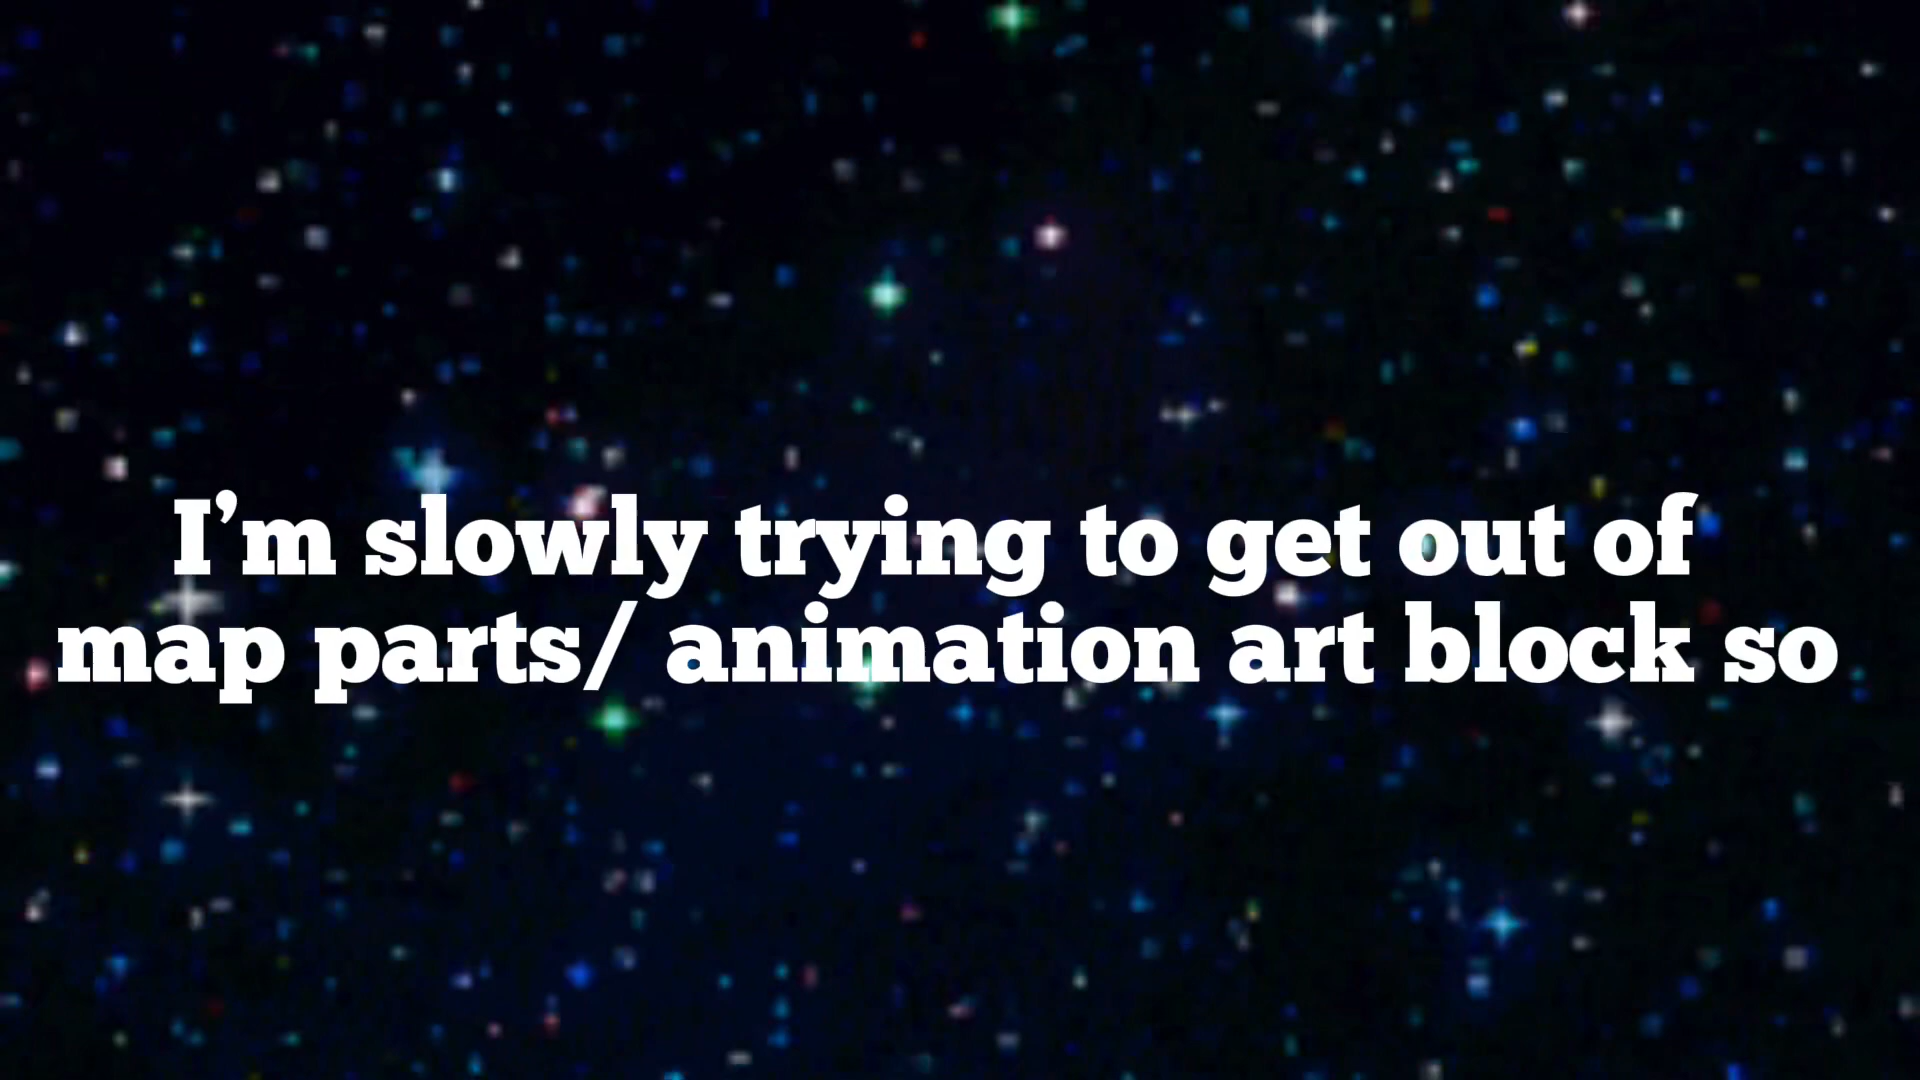 I’m slowly trying to get out of
map parts/ animation art block so